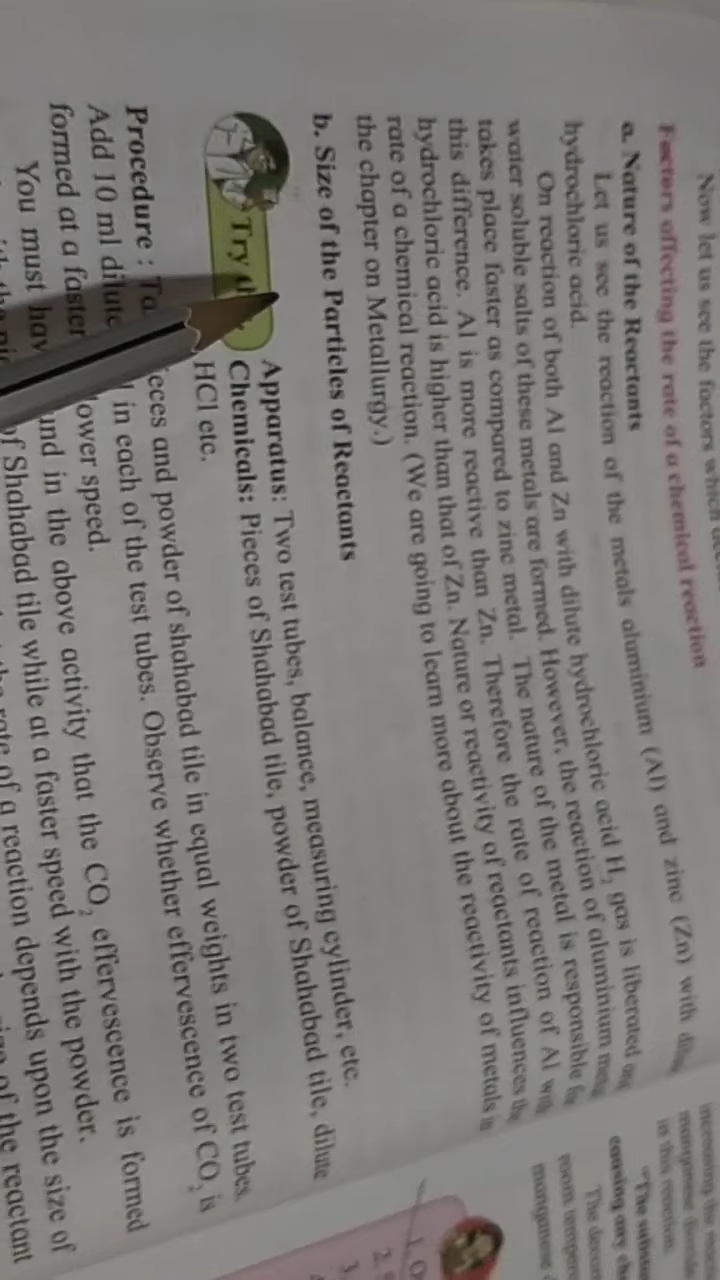 Now let us see the factors which
Factors affecting the rate of a chemical reaction
a. Nature of the Reactants
Let us see the reaction of the metals aluminium (Al) and zinc (Zn) with
hydrochloric acid.
On reaction of both Al and Zn with dilute hydrochloric acid H₂ gas is liberated
water soluble salts of these metals are formed. However, the reaction of aluminium
takes place faster as compared to zinc metal. The nature of the metal is responsible
this difference. Al is more reactive than Zn. Therefore the rate of reaction of Al
hydrochloric acid is higher than that of Zn. Nature or reactivity of reactants influences
rate of a chemical reaction. (We are going to learn more about the reactivity of metals
the chapter on Metallurgy.)
b. Size of the Particles of Reactants
Try
Apparatus: Two test tubes, balance, measuring cylinder, etc.
Chemicals: Pieces of Shahabad tile, powder of Shahabad tile, dilute
HCl etc.
Procedure : and powder of shahabad tile in equal weights in two test tubes.
Add 10 ml dilute in each of the test tubes. Observe whether effervescence of CO₂ is
formed at a faster speed.
You must in the above activity that the CO₂ effervescence is formed
of Shahabad tile while at a faster speed with the powder.
rate of a reaction depends upon the size of
of the reactant
in this reaction.
"The
causing any
room
1.
2.
3.